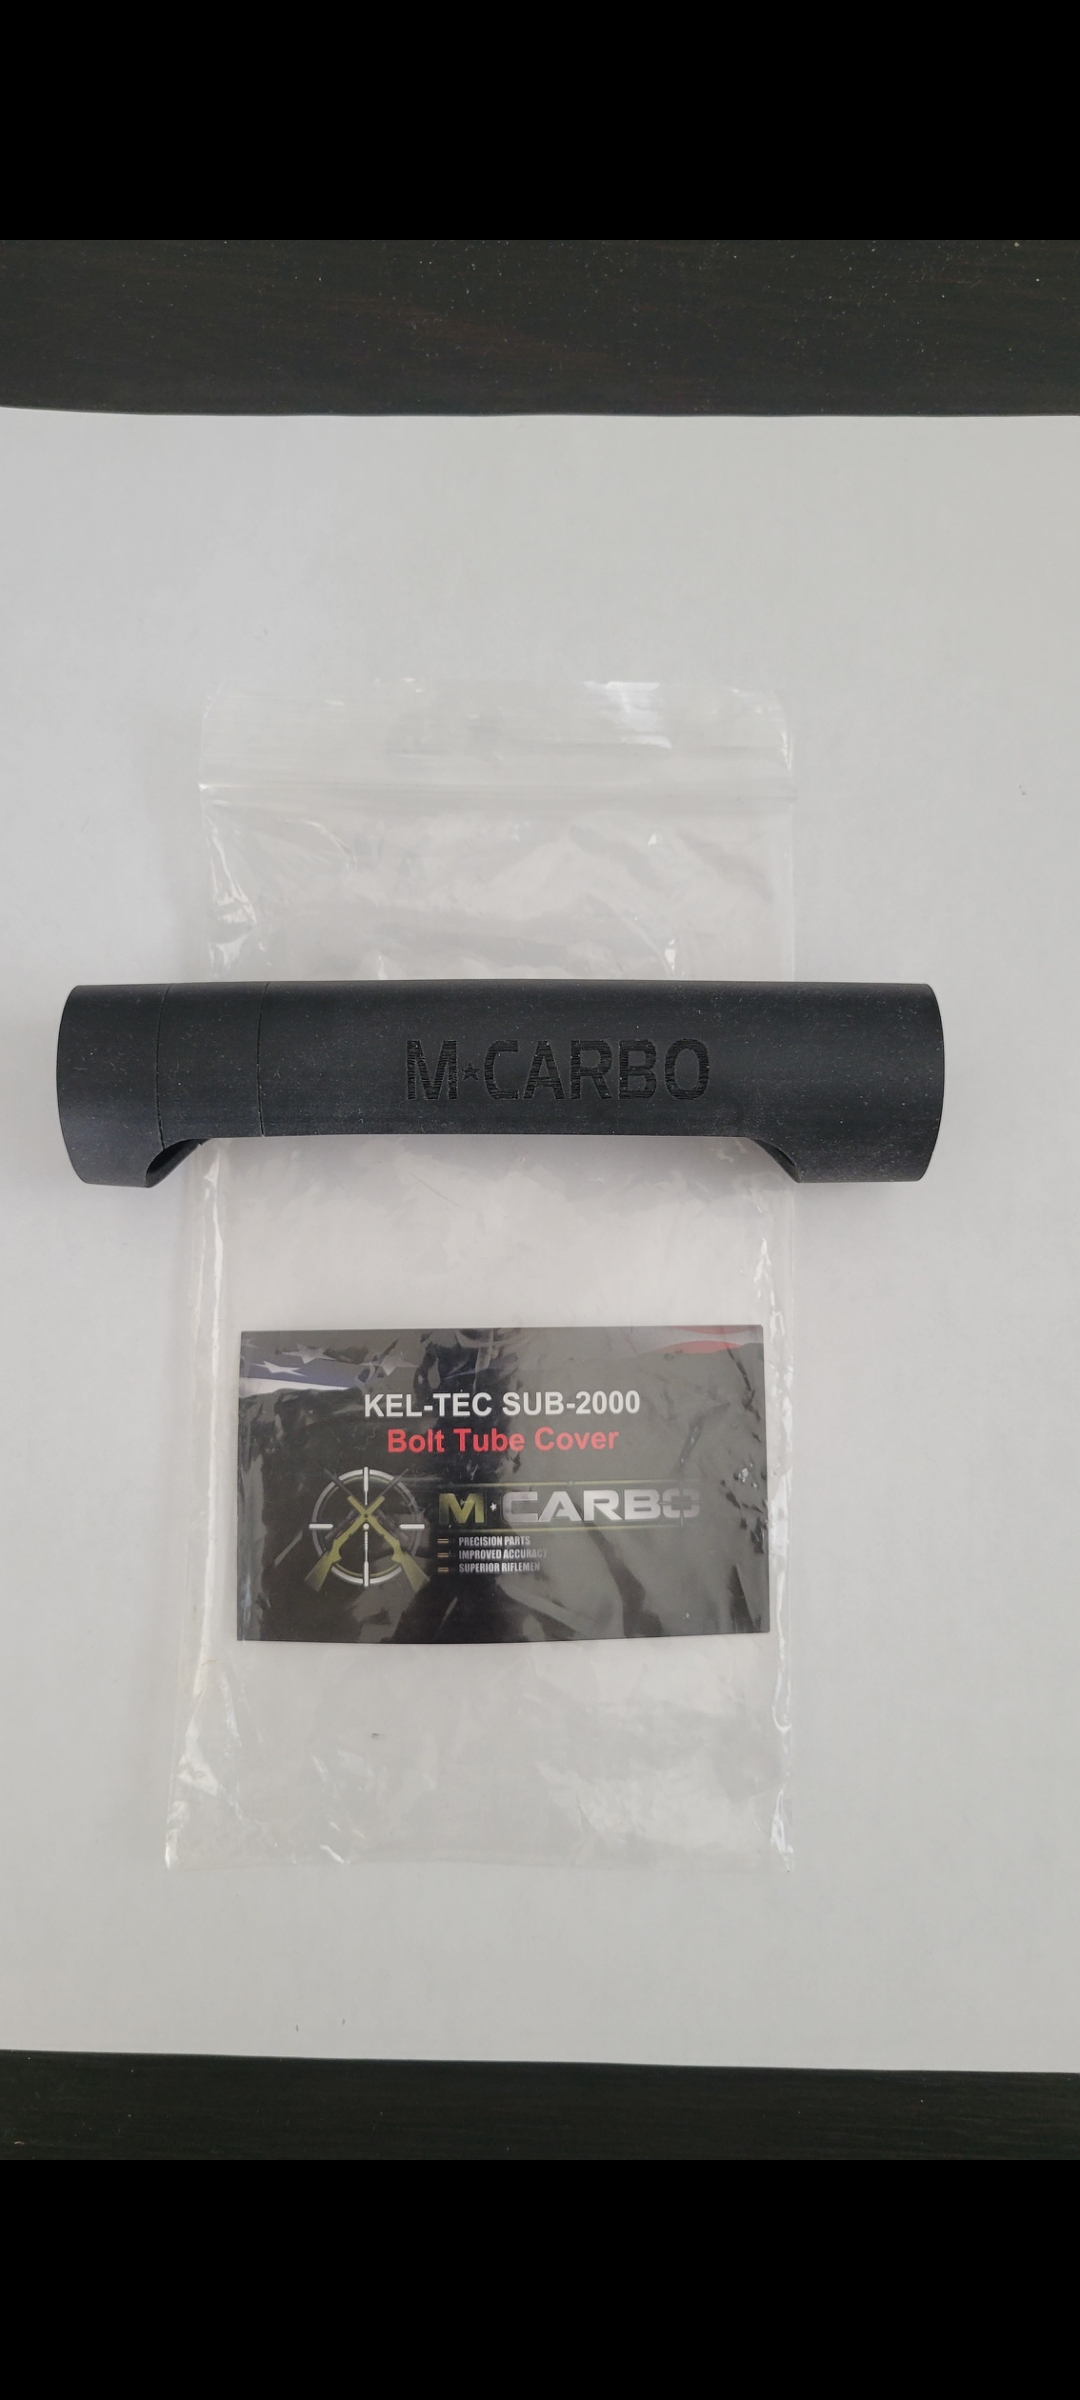 M★CARBO
KEL-TEC SUB-2000
Bolt Tube Cover
M★CARBO
PRECISION PARTS
IMPROVED ACCURACY
SUPERIOR RIFLEMEN